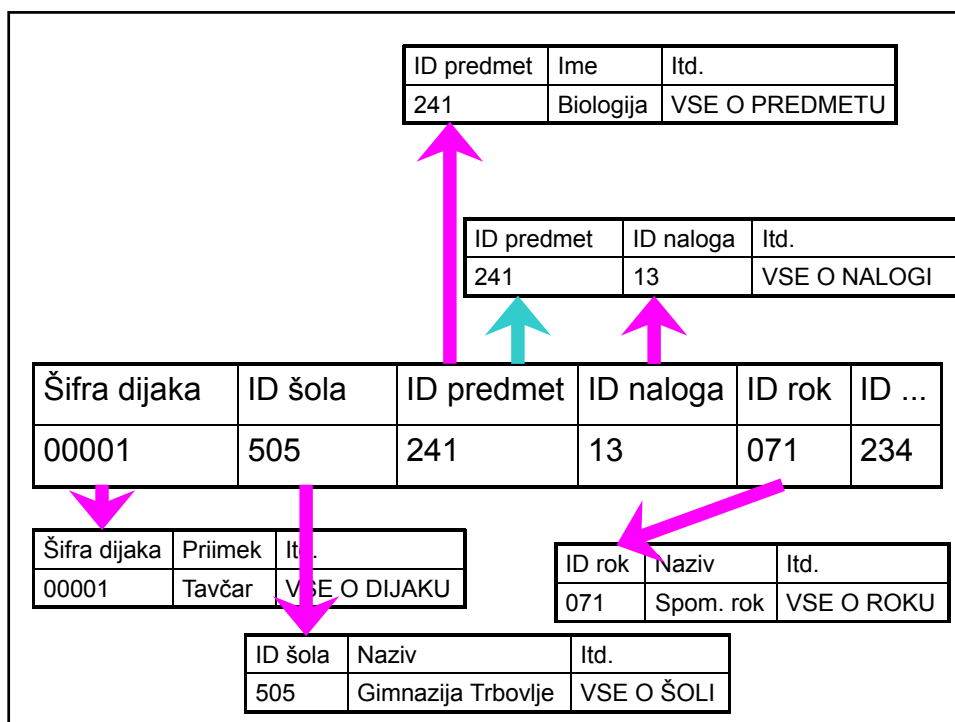 ID predmet Ime Itd.
241 Biologija VSE O PREDMETU
ID predmet ID naloga Itd.
241 13 VSE O NALOGI
Šifra dijaka ID šola ID predmet ID naloga ID rok ID ...
00001 505 241 13 071 234
Šifra dijaka Priimek Itd.
00001 Tavčar VSE O DIJAKU
ID rok Naziv Itd.
071 Spom. rok VSE O ROKU
ID šola Naziv Itd.
505 Gimnazija Trbovlje VSE O ŠOLI